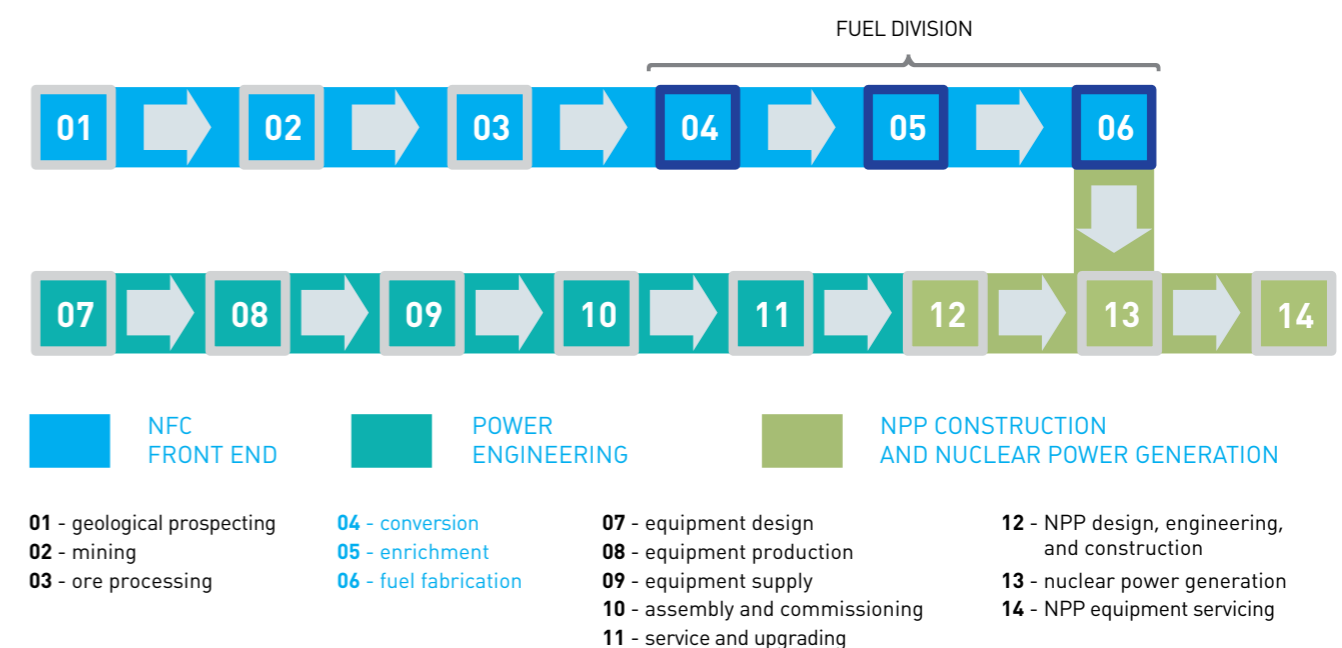 FUEL DIVISION
01 02 03 04 05 06
07 08 09 10 11 12 13 14
NFC
FRONT END
POWER
ENGINEERING
NPP CONSTRUCTION
AND NUCLEAR POWER GENERATION
01 - geological prospecting
02 - mining
03 - ore processing
04 - conversion
05 - enrichment
06 - fuel fabrication
07 - equipment design
08 - equipment production
09 - equipment supply
10 - assembly and commissioning
11 - service and upgrading
12 - NPP design, engineering,
and construction
13 - nuclear power generation
14 - NPP equipment servicing